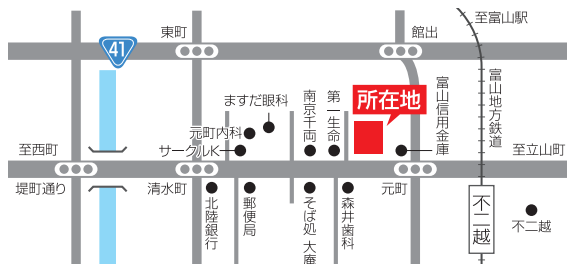 至富山駅
東町
館出
41
富山地方鉄道
富山信用金庫
所在地
第一生命
南京千両
ますだ眼科
元町内科
サークルK
至西町
至立山町
堤町通り
清水町
元町
北陸銀行
郵便局
そば処 大庵
森井歯科
不二越
不二越